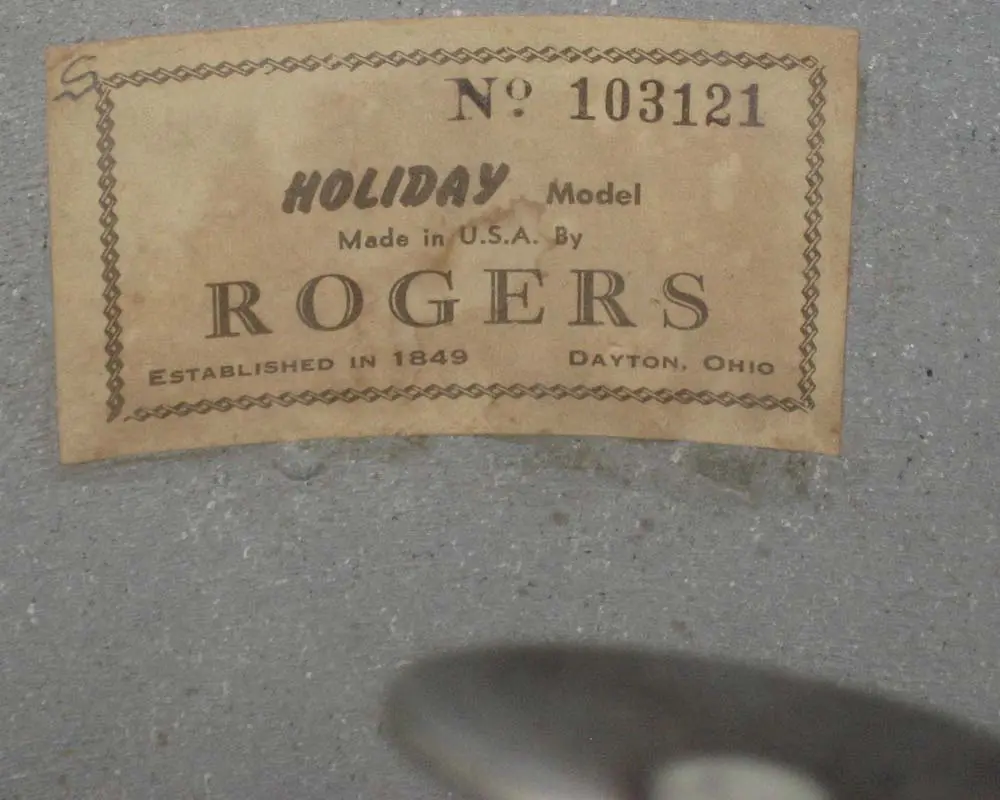 S
Nº 103121
HOLIDAY Model
Made in U.S.A. By
ROGERS
ESTABLISHED IN 1849 DAYTON, OHIO